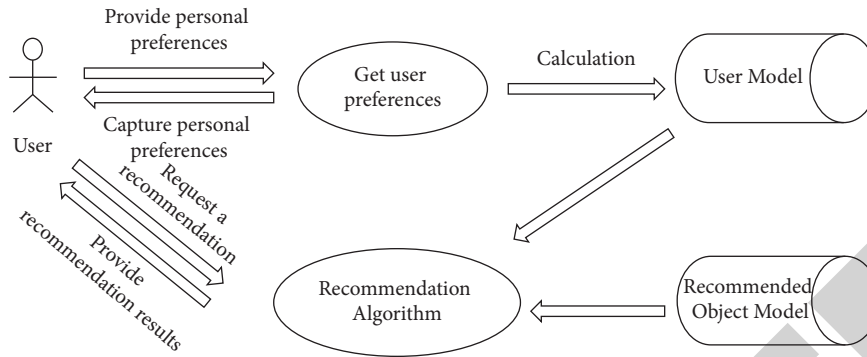 Provide personal
preferences
Get user
preferences
Calculation
User Model
Capture personal
preferences
User
Request a
recommendation
Provide
recommendation results
Recommendation
Algorithm
Recommended
Object Model